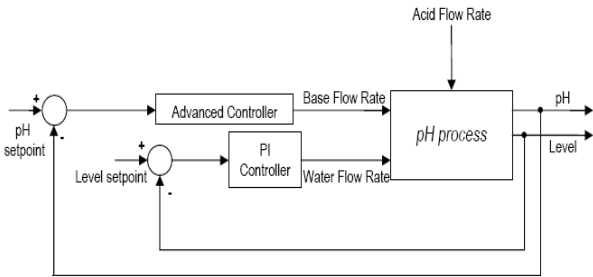 Acid Flow Rate
+
Advanced Controller
Base Flow Rate
pH process
pH
Level
pH
setpoint
-
+
Level setpoint
-
PI
Controller
Water Flow Rate